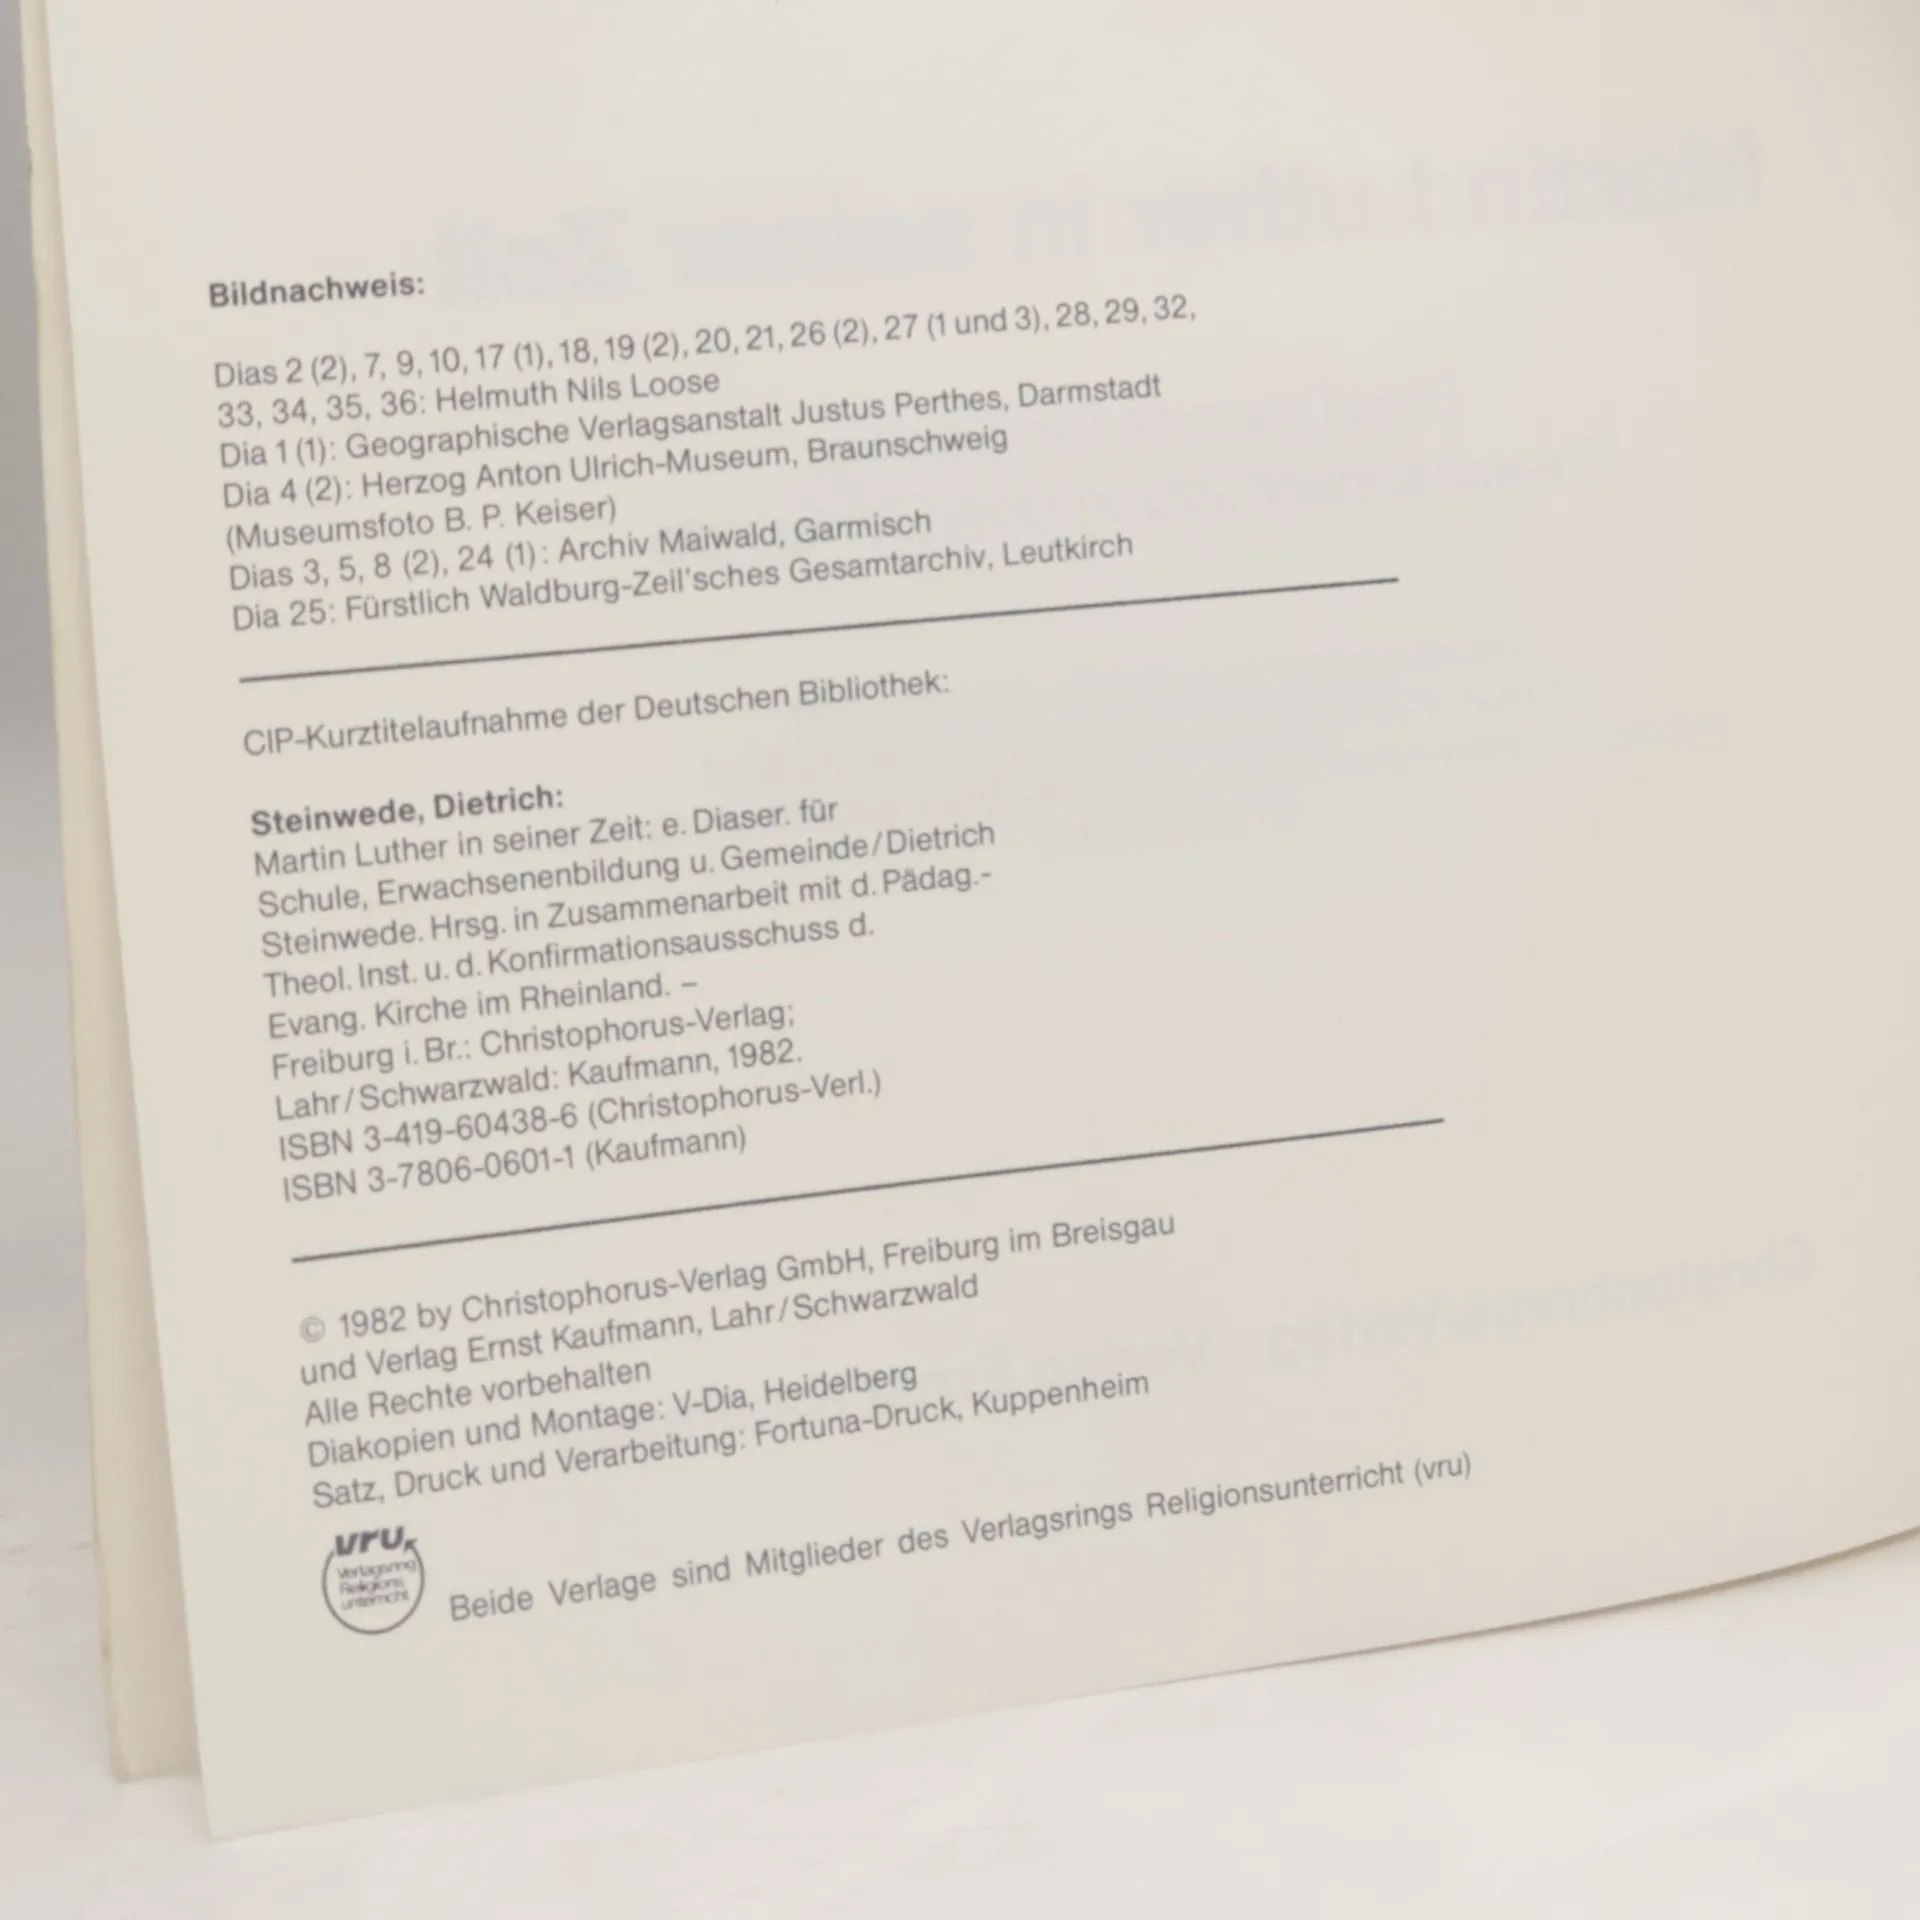 Bildnachweis:
Dias 2 (2), 7, 9, 10, 17 (1), 18, 19 (2), 20, 21, 26 (2), 27 (1 und 3), 28, 29, 32,
33, 34, 35, 36: Helmuth Nils Loose
Dia 1 (1): Geographische Verlagsanstalt Justus Perthes, Darmstadt
Dia 4 (2): Herzog Anton Ulrich-Museum, Braunschweig
(Museumsfoto B. P. Keiser)
Dias 3, 5, 8 (2), 24 (1): Archiv Maiwald, Garmisch
Dia 25: Fürstlich Waldburg-Zeil'sches Gesamtarchiv, Leutkirch
CIP-Kurztitelaufnahme der Deutschen Bibliothek:
Steinwede, Dietrich:
Martin Luther in seiner Zeit: e. Diaser. für
Schule, Erwachsenenbildung u. Gemeinde/Dietrich
Steinwede. Hrsg. in Zusammenarbeit mit d. Pädag.-
Theol. Inst. u. d. Konfirmationsausschuss d.
Evang. Kirche im Rheinland. –
Freiburg i. Br.: Christophorus-Verlag;
Lahr/Schwarzwald: Kaufmann, 1982.
ISBN 3-419-60438-6 (Christophorus-Verl.)
ISBN 3-7806-0601-1 (Kaufmann)
© 1982 by Christophorus-Verlag GmbH, Freiburg im Breisgau
und Verlag Ernst Kaufmann, Lahr/Schwarzwald
Alle Rechte vorbehalten
Diakopien und Montage: V-Dia, Heidelberg
Satz, Druck und Verarbeitung: Fortuna-Druck, Kuppenheim
vru
Verlagsring
Religions
unterricht
Beide Verlage sind Mitglieder des Verlagsrings Religionsunterricht (vru)